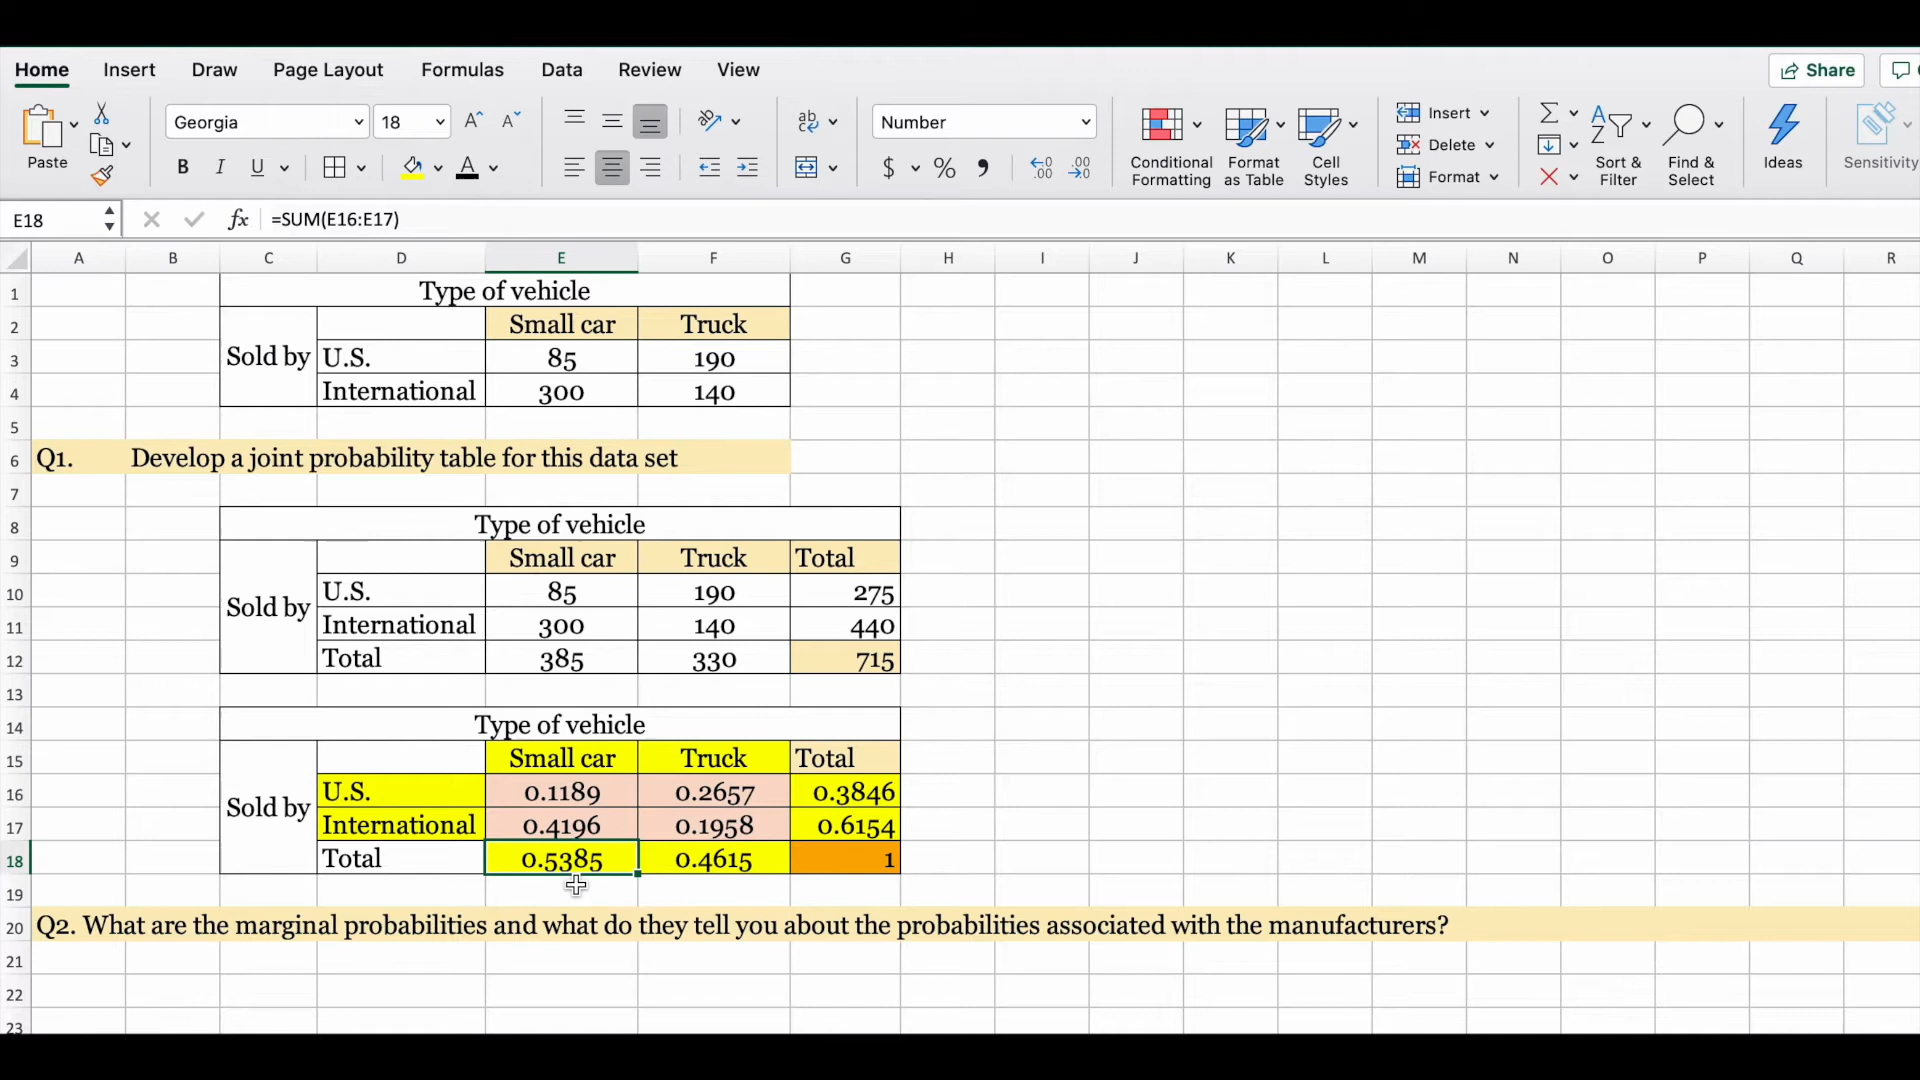 Home Insert Draw Page Layout Formulas Data Review View Share
Paste Georgia 18 Number Insert
B I U $ % Conditional Formatting Format as Table Cell Styles Delete Format Sort & Filter Find & Select Ideas Sensitivity
E18 fx =SUM(E16:E17)
A B C D E F G H I J K L M N O P Q R
1 Type of vehicle
2 Small car Truck
3 Sold by U.S. 85 190
4 International 300 140
5
6 Q1. Develop a joint probability table for this data set
7
8 Type of vehicle
9 Small car Truck Total
10 U.S. 85 190 275
Sold by
11 International 300 140 440
12 Total 385 330 715
13
14 Type of vehicle
15 Small car Truck Total
16 U.S. 0.1189 0.2657 0.3846
Sold by
17 International 0.4196 0.1958 0.6154
18 Total 0.5385 0.4615 1
19
20 Q2. What are the marginal probabilities and what do they tell you about the probabilities associated with the manufacturers?
21
22
23